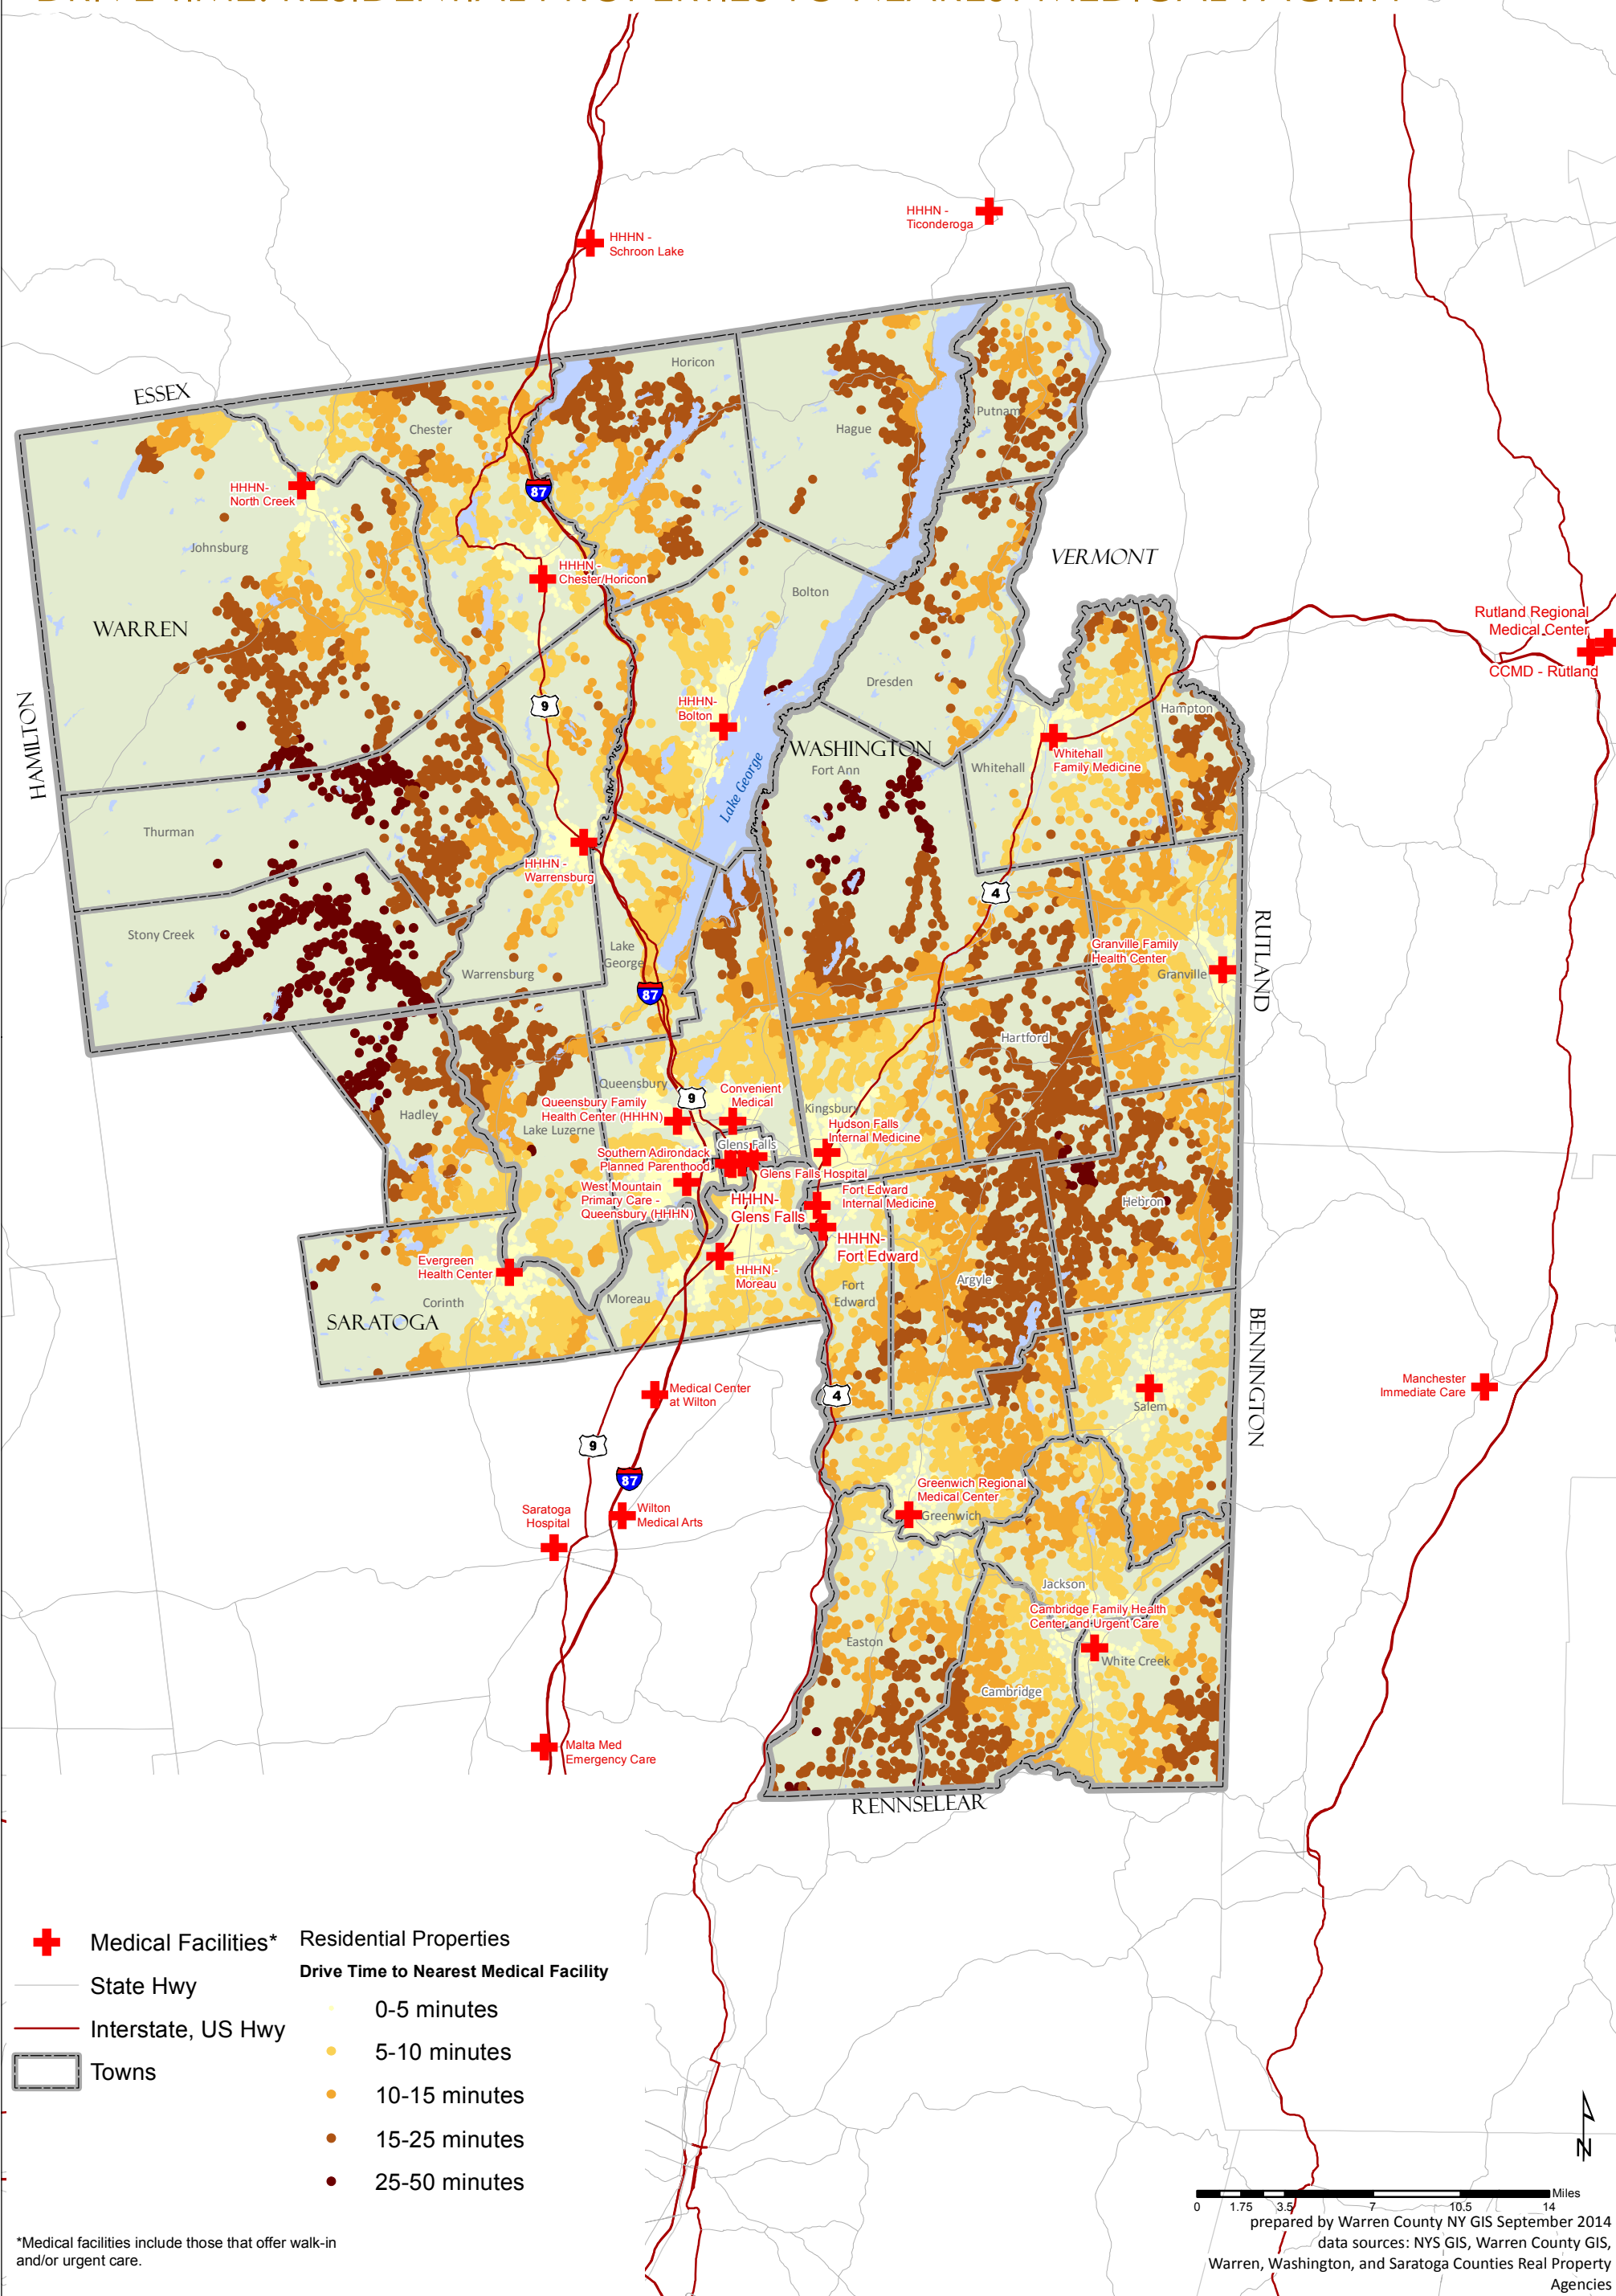 DRIVE TIME: RESIDENTIAL PROPERTIES TO NEAREST MEDICAL FACILITY
HHHN -
Ticonderoga
HHHN -
Schroon Lake
ESSEX
Horicon
Chester
Hague
Putnam
HHHN-
North Creek
87
Johnsburg
VERMONT
HHHN -
Chester/Horicon
Bolton
WARREN
Rutland Regional
Medical Center
CCMD - Rutland
Dresden
HAMILTON
9
HHHN-
Bolton
Hampton
WASHINGTON
Fort Ann
Whitehall
Whitehall
Family Medicine
Lake George
Thurman
HHHN -
Warrensburg
4
Stony Creek
Lake
George
Warrensburg
Granville Family
Health Center
Granville
RUTLAND
87
Hartford
Queensbury
9
Convenient
Medical
Queensbury Family
Health Center (HHHN)
Hadley
Lake Luzerne
Kingsbury
Hudson Falls
Internal Medicine
Glens Falls
Southern Adirondack
Planned Parenthood
Glens Falls Hospital
West Mountain
Primary Care -
Queensbury (HHHN)
HHHN-
Glens Falls
Fort Edward
Internal Medicine
Hebron
HHHN-
Fort Edward
Evergreen
Health Center
HHHN -
Moreau
Argyle
Fort
Edward
Corinth
Moreau
SARATOGA
BENNINGTON
Medical Center
at Wilton
4
Manchester
Immediate Care
Salem
9
87
Greenwich Regional
Medical Center
Greenwich
Saratoga
Hospital
Wilton
Medical Arts
Jackson
Cambridge Family Health
Center and Urgent Care
Easton
White Creek
Cambridge
Malta Med
Emergency Care
RENNSELEAR
Medical Facilities*
State Hwy
Interstate, US Hwy
Towns
Residential Properties
Drive Time to Nearest Medical Facility
0-5 minutes
5-10 minutes
10-15 minutes
15-25 minutes
25-50 minutes
*Medical facilities include those that offer walk-in
and/or urgent care.
N
Miles
0 1.75 3.5 7 10.5 14
prepared by Warren County NY GIS September 2014
data sources: NYS GIS, Warren County GIS,
Warren, Washington, and Saratoga Counties Real Property
Agencies